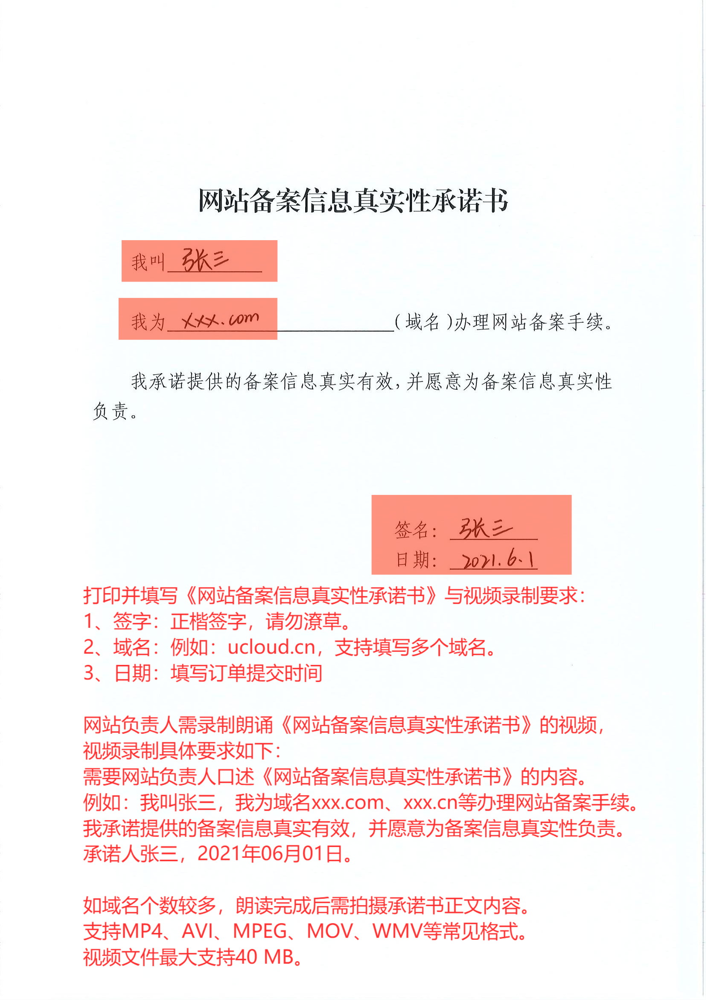 网站备案信息真实性承诺书
我叫 张三
我为 xxx.com (域名)办理网站备案手续。
我承诺提供的备案信息真实有效,并愿意为备案信息真实性
负责。
签名: 张三
日期: 2021.6.1
打印并填写《网站备案信息真实性承诺书》与视频录制要求:
1、签字:正楷签字,请勿潦草。
2、域名:例如:ucloud.cn,支持填写多个域名。
3、日期:填写订单提交时间
网站负责人需录制朗诵《网站备案信息真实性承诺书》的视频,
视频录制具体要求如下:
需要网站负责人口述《网站备案信息真实性承诺书》的内容。
例如:我叫张三,我为域名xxx.com、xxx.cn等办理网站备案手续。
我承诺提供的备案信息真实有效,并愿意为备案信息真实性负责。
承诺人张三,2021年06月01日。
如域名个数较多,朗读完成后需拍摄承诺书正文内容。
支持MP4、AVI、MPEG、MOV、WMV等常见格式。
视频文件最大支持40 MB。